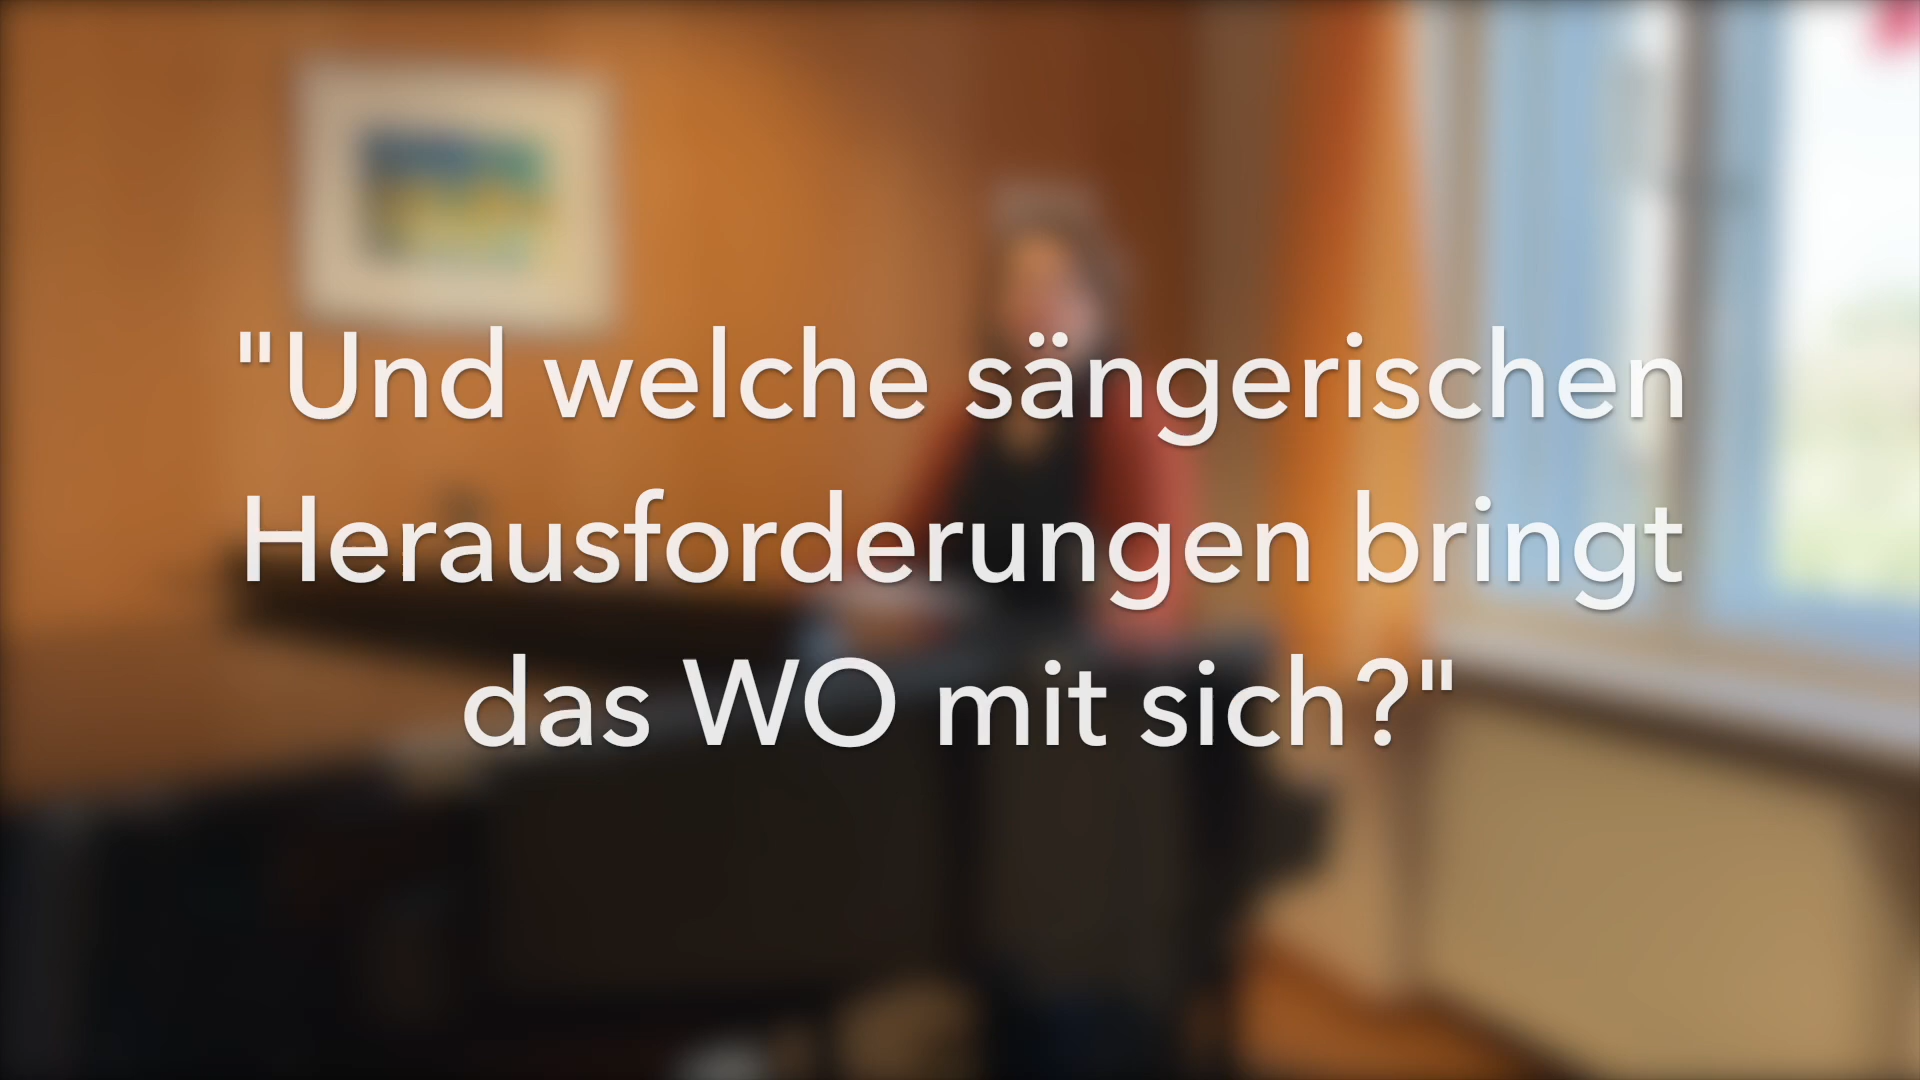 "Und welche sängerischen
Herausforderungen bringt
das WO mit sich?"